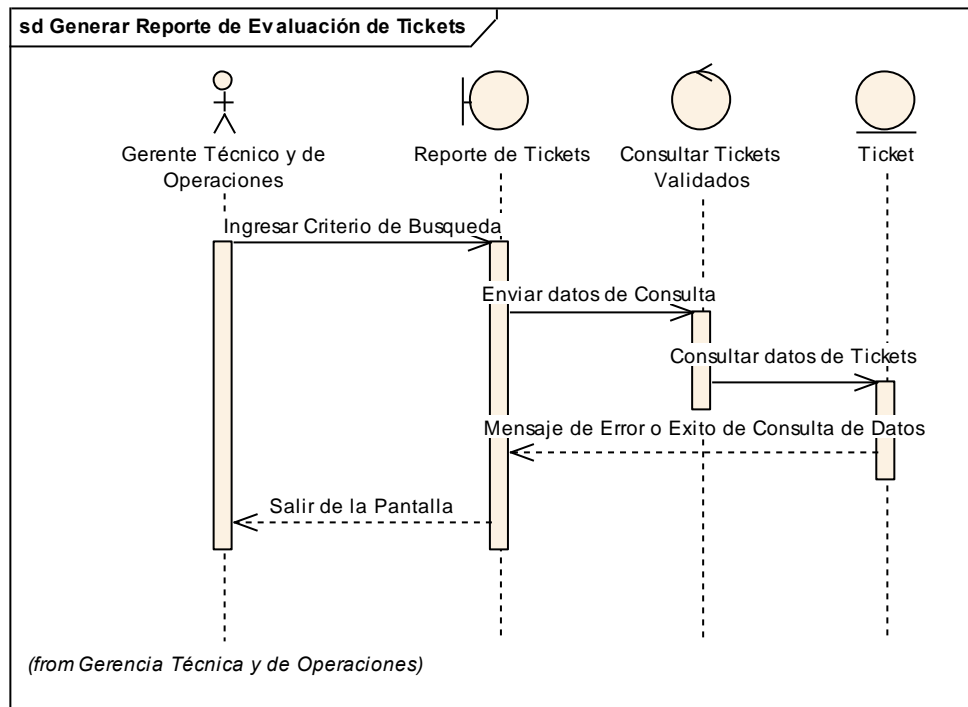 sd Generar Reporte de Evaluación de Tickets
Gerente Técnico y de
Operaciones
Reporte de Tickets
Consultar Tickets
Validados
Ticket
Ingresar Criterio de Busqueda
Enviar datos de Consulta
Consultar datos de Tickets
Mensaje de Error o Exito de Consulta de Datos
Salir de la Pantalla
(from Gerencia Técnica y de Operaciones)